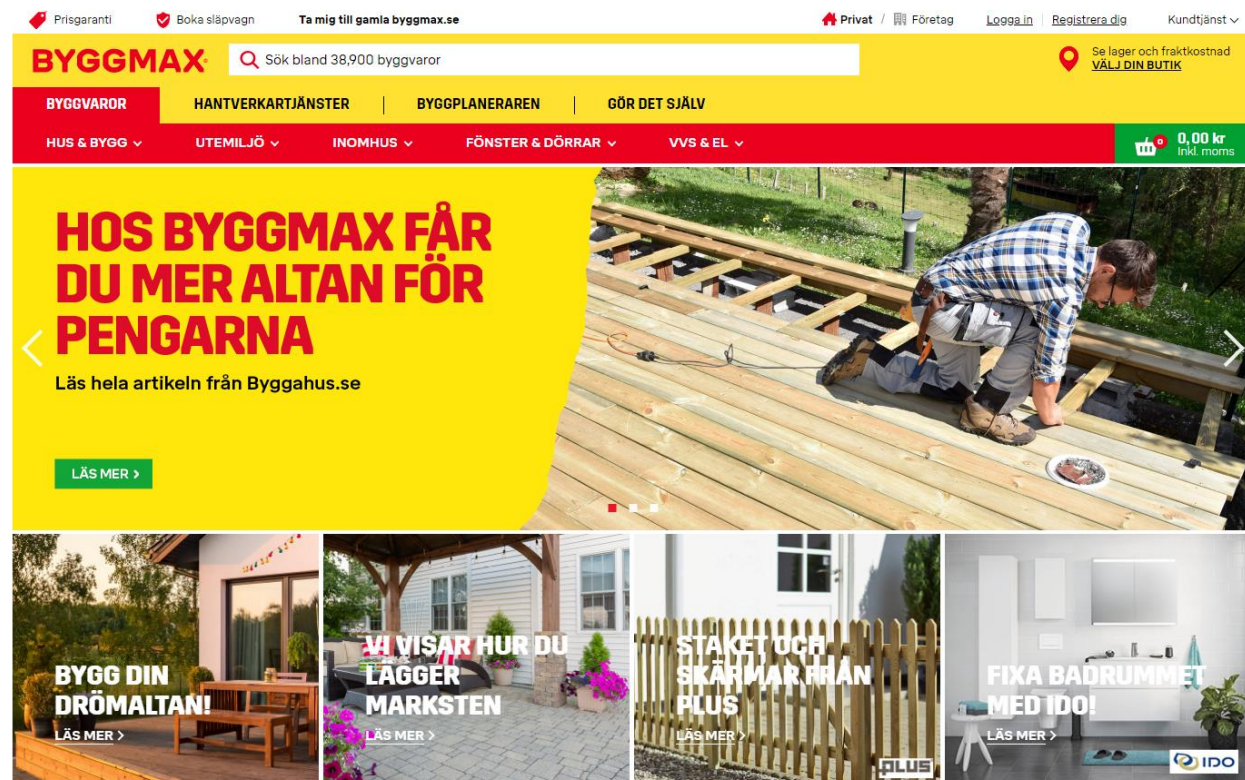 Prisgaranti
Boka släpvagn
Ta mig till gamla byggmax.se
Privat / Företag
Logga in
Registrera dig
Kundtjänst
BYGGMAX
Sök bland 38,900 byggvaror
Se lager och fraktkostnad
VÄLJ DIN BUTIK
BYGGVAROR
HANTVERKARTJÄNSTER
BYGGPLANERAREN
GÖR DET SJÄLV
HUS & BYGG
UTEMILJÖ
INOMHUS
FÖNSTER & DÖRRAR
VVS & EL
0
0,00 kr
Inkl. moms
HOS BYGGMAX FÅR
DU MER ALTAN FÖR
PENGARNA
Läs hela artikeln från Byggahus.se
LÄS MER >
BYGG DIN
DRÖMALTAN!
LÄS MER >
VI VISAR HUR DU
LÄGGER
MARKSTEN
LÄS MER >
STAKET OCH
SKÄRMAR FRÅN
PLUS
LÄS MER >
PLUS
FIXA BADRUMMET
MED IDO!
LÄS MER >
IDO